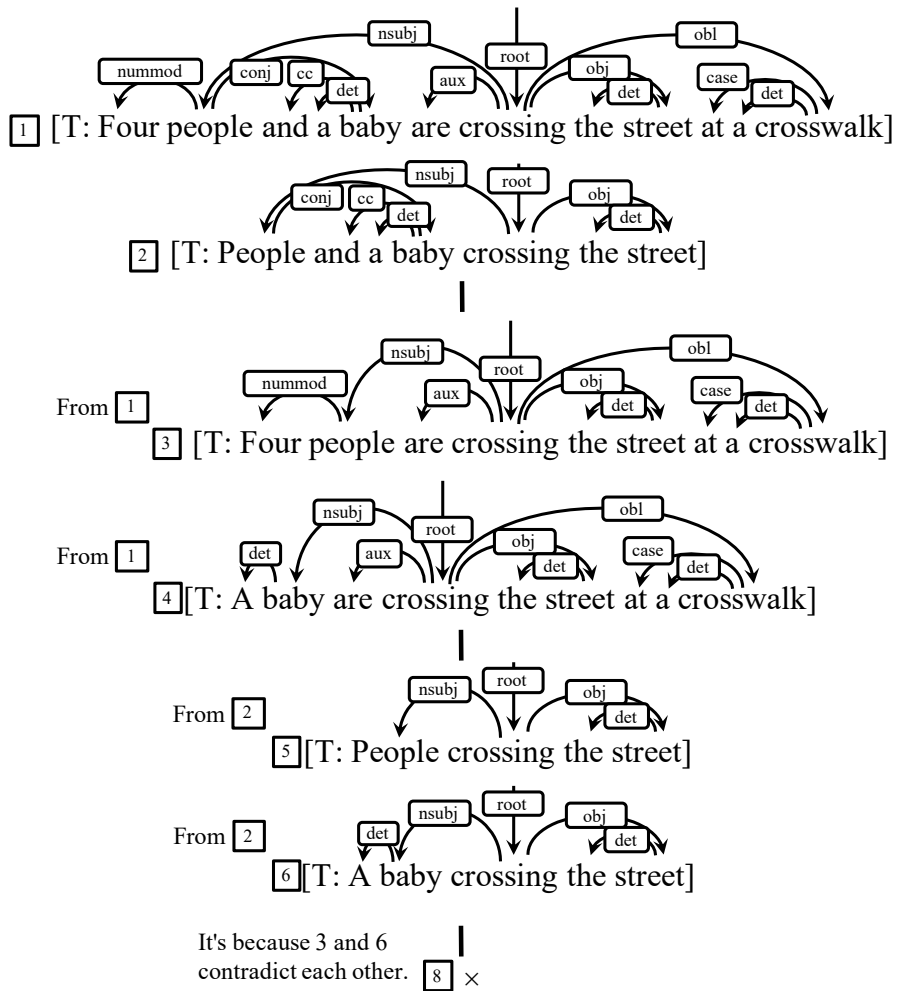 nsubj obl
root
nummod conj cc aux obj case
det det det
1 [T: Four people and a baby are crossing the street at a crosswalk]
nsubj root
conj cc obj
det det
2 [T: People and a baby crossing the street]
nsubj obl
root
nummod aux obj case
det det
From 1
3 [T: Four people are crossing the street at a crosswalk]
nsubj obl
root
det aux obj case
det det
From 1
4 [T: A baby are crossing the street at a crosswalk]
nsubj root obj
det
From 2
5 [T: People crossing the street]
nsubj root obj
det det
From 2
6 [T: A baby crossing the street]
It's because 3 and 6
contradict each other. 8 ×